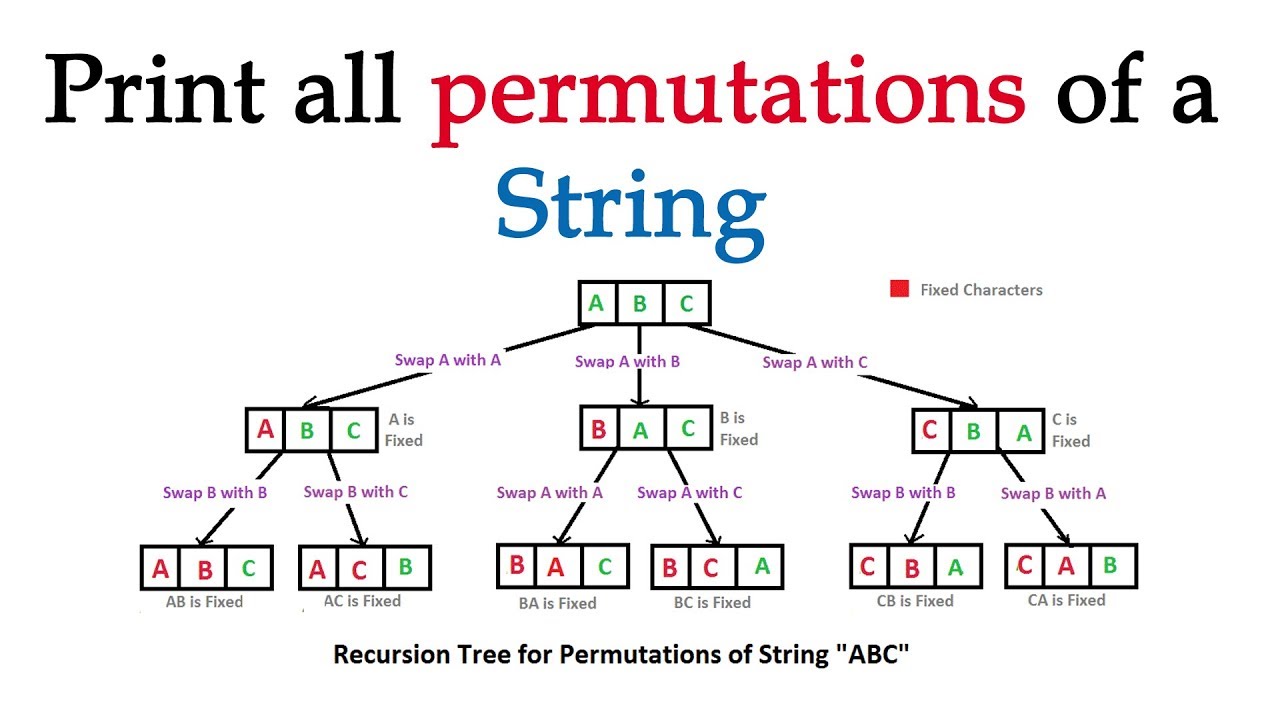 Print all permutations of a
String
A B C
Fixed Characters
Swap A with A
Swap A with B
Swap A with C
A B C
A is
Fixed
B A C
B is
Fixed
C B A
C is
Fixed
Swap B with B
Swap B with C
Swap A with A
Swap A with C
Swap B with B
Swap B with A
A B C
A C B
B A C
B C A
C B A
C A B
AB is Fixed
AC is Fixed
BA is Fixed
BC is Fixed
CB is Fixed
CA is Fixed
Recursion Tree for Permutations of String "ABC"